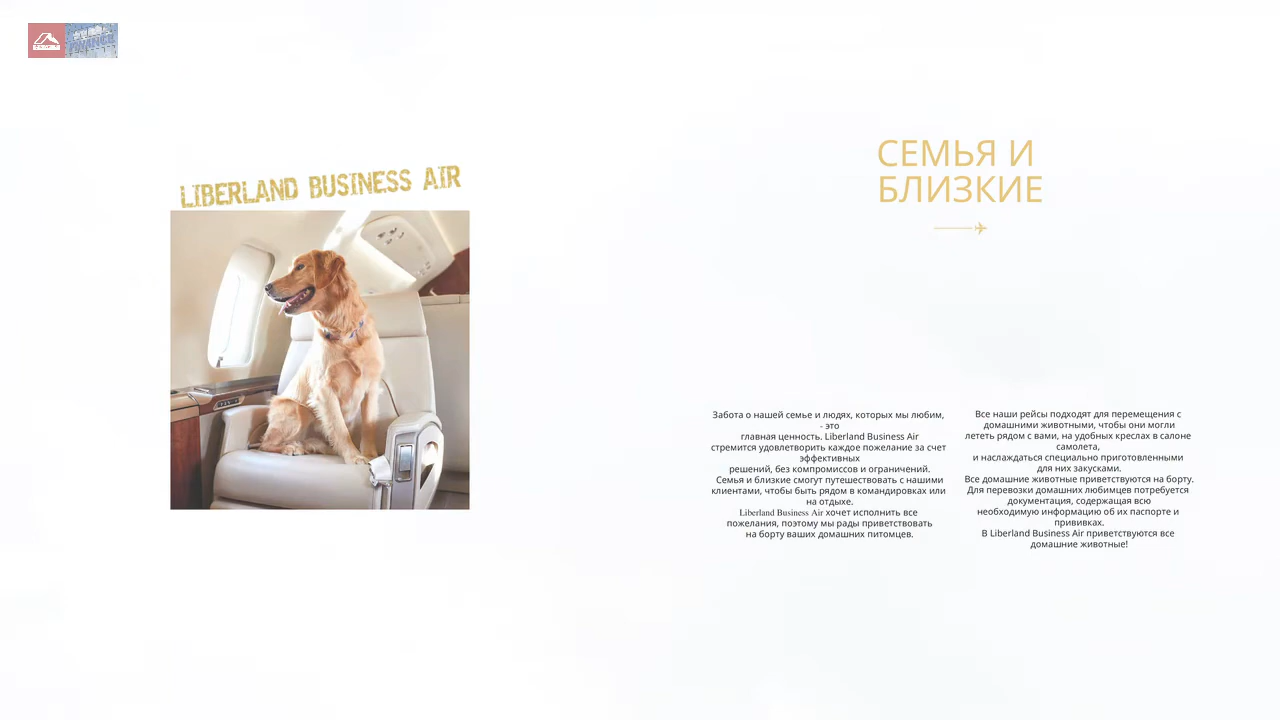 LIBERLAND BUSINESS AIR
СЕМЬЯ И
БЛИЗКИЕ
Забота о нашей семье и людях, которых мы любим,
- это
главная ценность. Liberland Business Air
стремится удовлетворить каждое пожелание за счет
эффективных
решений, без компромиссов и ограничений.
Семья и близкие смогут путешествовать с нашими
клиентами, чтобы быть рядом в командировках или
на отдыхе.
Liberland Business Air хочет исполнить все
пожелания, поэтому мы рады приветствовать
на борту ваших домашних питомцев.
Все наши рейсы подходят для перемещения с
домашними животными, чтобы они могли
лететь рядом с вами, на удобных креслах в салоне
самолета,
и наслаждаться специально приготовленными
для них закусками.
Все домашние животные приветствуются на борту.
Для перевозки домашних любимцев потребуется
документация, содержащая всю
необходимую информацию об их паспорте и
прививках.
В Liberland Business Air приветствуются все
домашние животные!